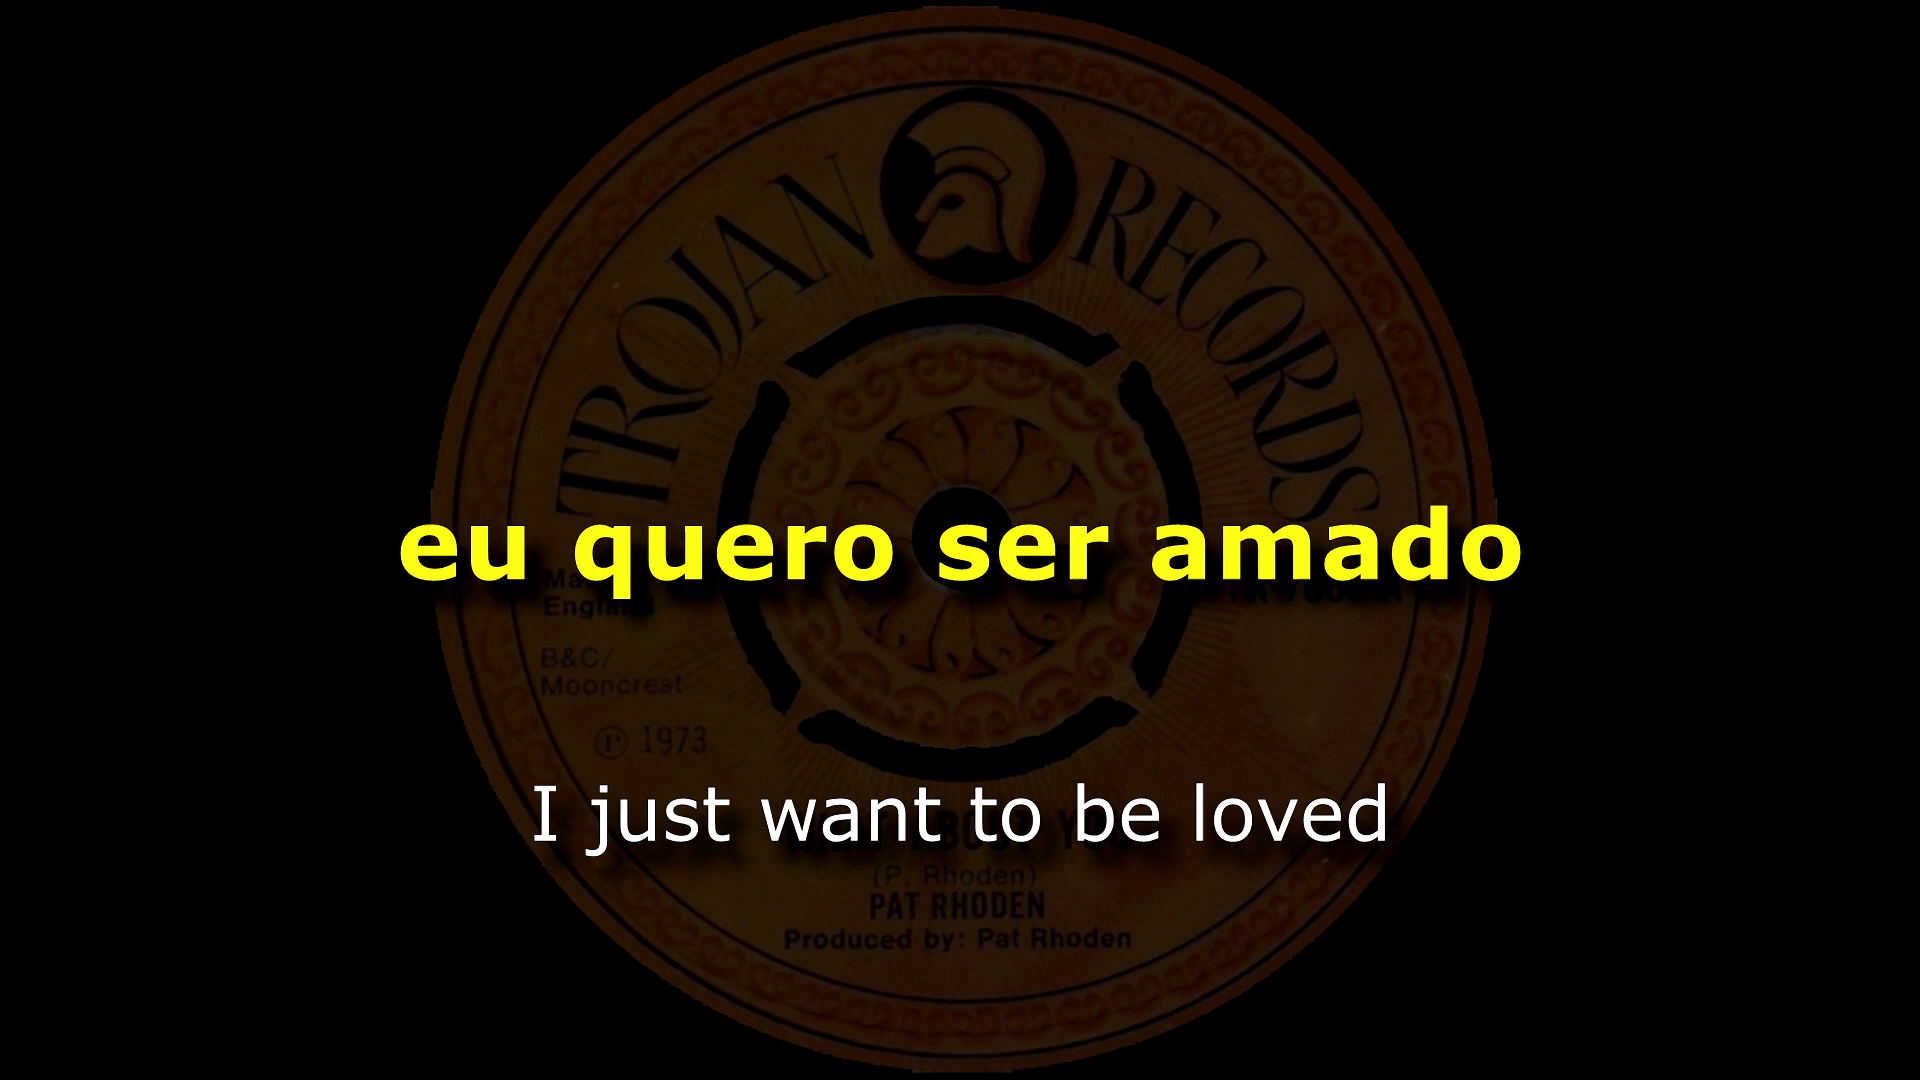 TROJAN RECORDS
eu quero ser amado
England
B&C/
Mooncrest
℗ 1973
I just want to be loved
(P. Rhoden)
PAT RHODEN
Produced by: Pat Rhoden